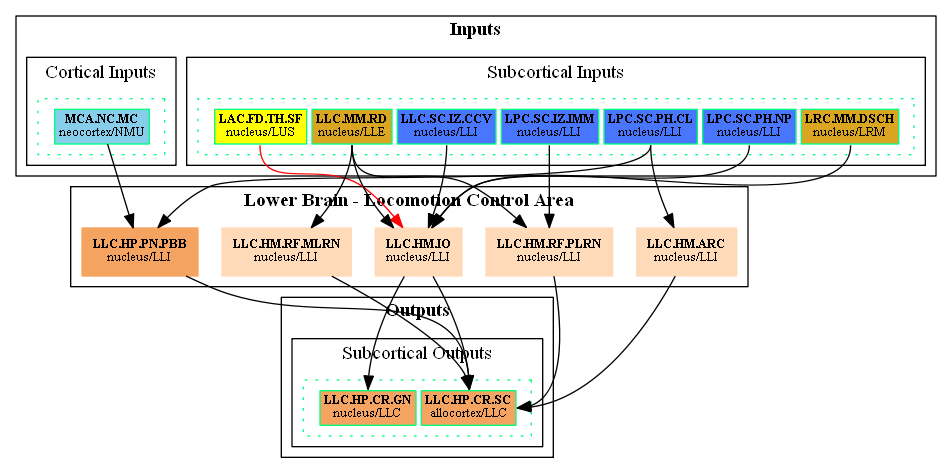 Inputs
Cortical Inputs
Subcortical Inputs
MCA.NC.MC
neocortex/NMU
LAC.FD.TH.SF
nucleus/LUS
LLC.MM.RD
nucleus/LLE
LLC.SC.IZ.CCV
nucleus/LLI
LPC.SC.IZ.IMM
nucleus/LLI
LPC.SC.PH.CL
nucleus/LLI
LPC.SC.PH.NP
nucleus/LLI
LRC.MM.DSCH
nucleus/LRM
Lower Brain - Locomotion Control Area
LLC.HP.PN.PBB
nucleus/LLI
LLC.HM.RF.MLRN
nucleus/LLI
LLC.HM.IO
nucleus/LLI
LLC.HM.RF.PLRN
nucleus/LLI
LLC.HM.ARC
nucleus/LLI
Outputs
Subcortical Outputs
LLC.HP.CR.GN
nucleus/LLC
LLC.HP.CR.SC
allocortex/LLC